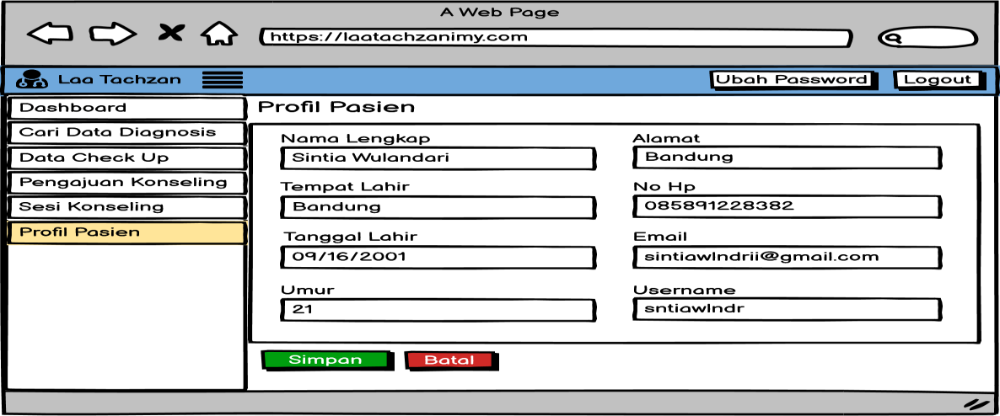 A Web Page
https://laatachzanimy.com
Laa Tachzan
Ubah Password
Logout
Dashboard
Cari Data Diagnosis
Data Check Up
Pengajuan Konseling
Sesi Konseling
Profil Pasien
Profil Pasien
Nama Lengkap
Sintia Wulandari
Tempat Lahir
Bandung
Tanggal Lahir
09/16/2001
Umur
21
Alamat
Bandung
No Hp
085891228382
Email
sintiawlndrii@gmail.com
Username
sntiawlndr
Simpan
Batal